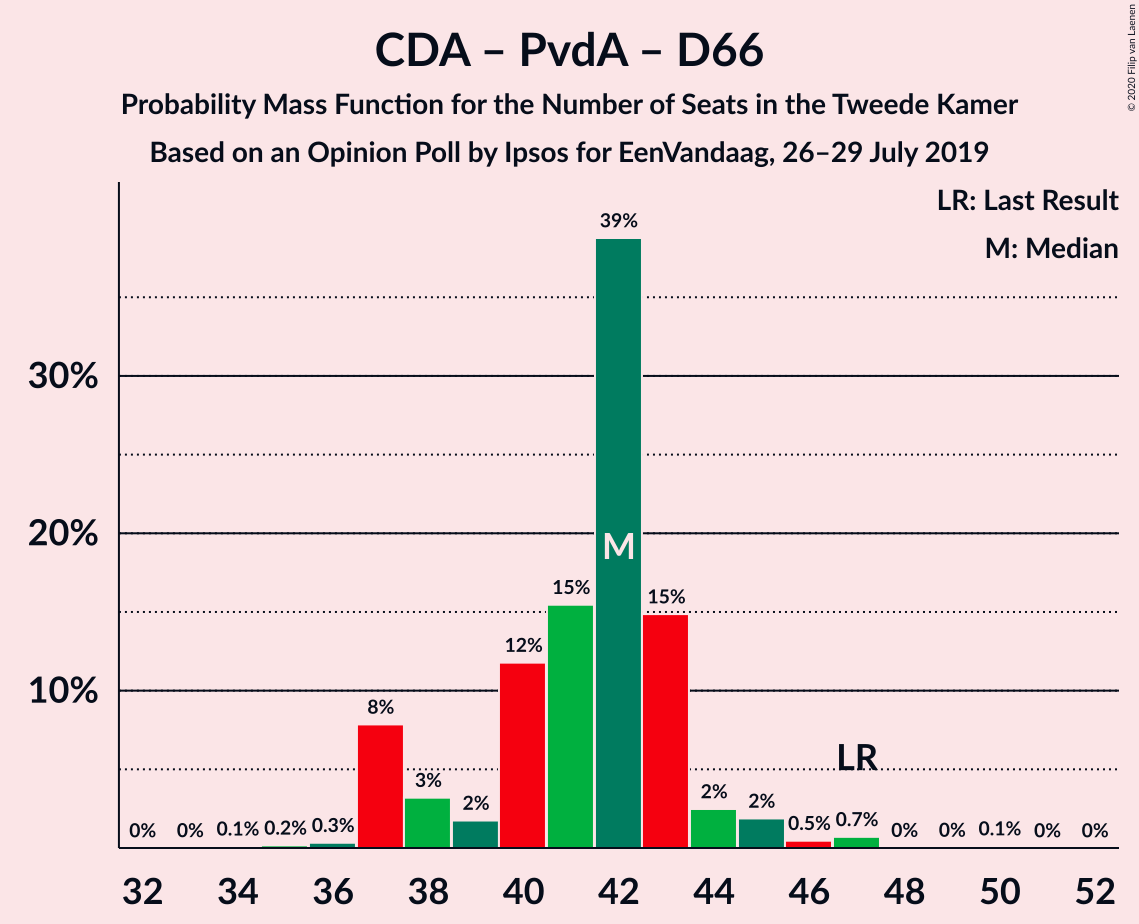 CDA – PvdA – D66
Probability Mass Function for the Number of Seats in the Tweede Kamer
Based on an Opinion Poll by Ipsos for EenVandaag, 26–29 July 2019
© 2020 Filip van Laenen
LR: Last Result
M: Median
30%
20%
10%
0% 0% 0.1% 0.2% 0.3% 8% 3% 2% 12% 15% 39% 15% 2% 2% 0.5% 0.7% 0% 0% 0.1% 0% 0%
M
LR
32 34 36 38 40 42 44 46 48 50 52